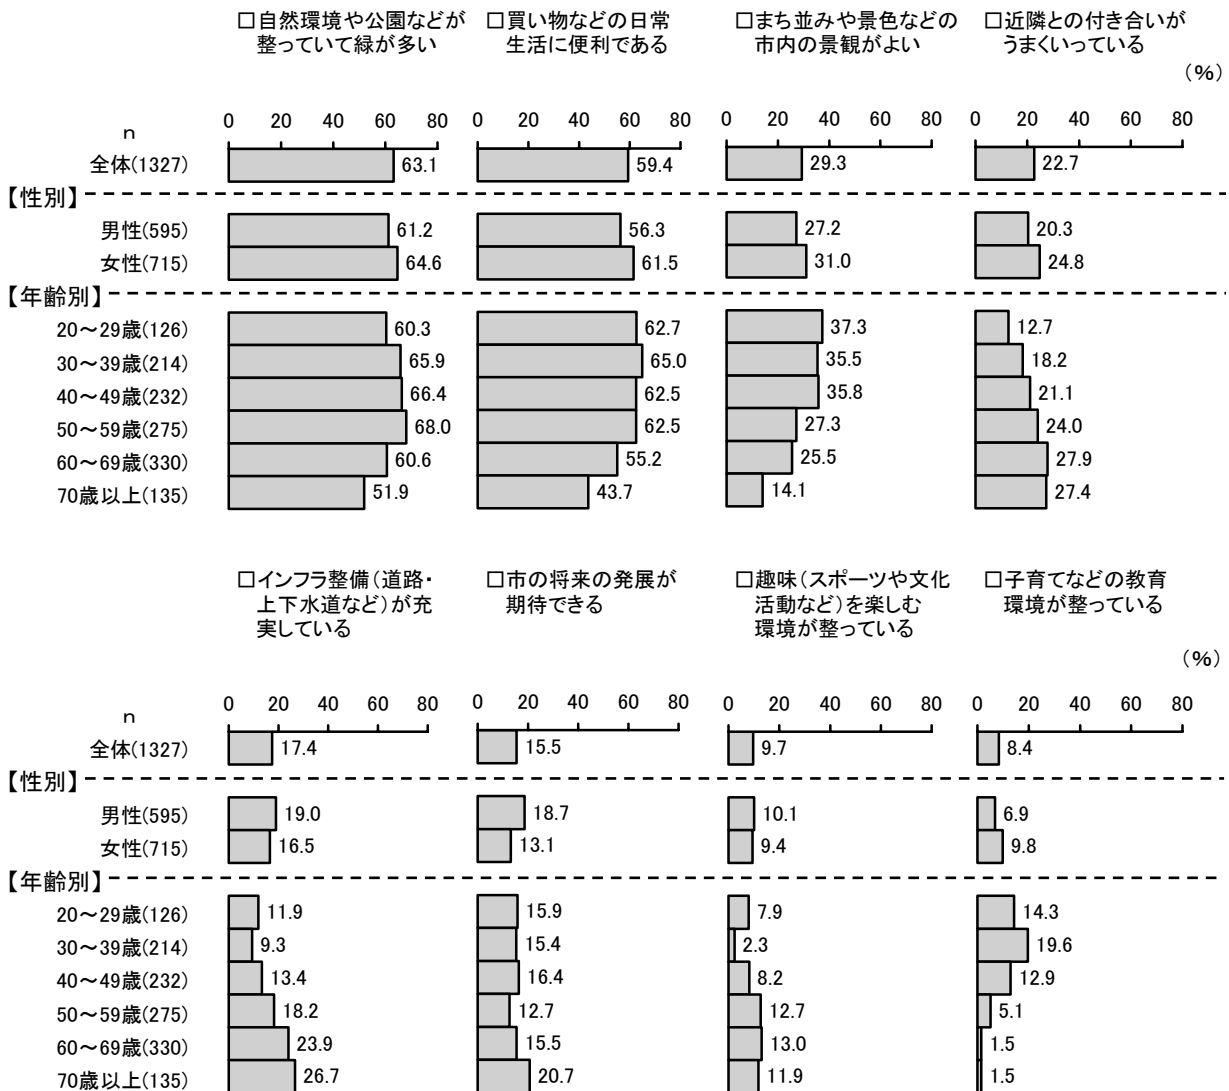 □自然環境や公園などが
整っていて緑が多い
□買い物などの日常
生活に便利である
□まち並みや景色などの
市内の景観がよい
□近隣との付き合いが
うまくいっている
(%)
n 0 20 40 60 80 0 20 40 60 80 0 20 40 60 80 0 20 40 60 80
全体(1327) 63.1 59.4 29.3 22.7
【性別】
男性(595) 61.2 56.3 27.2 20.3
女性(715) 64.6 61.5 31.0 24.8
【年齢別】
20～29歳(126) 60.3 62.7 37.3 12.7
30～39歳(214) 65.9 65.0 35.5 18.2
40～49歳(232) 66.4 62.5 35.8 21.1
50～59歳(275) 68.0 62.5 27.3 24.0
60～69歳(330) 60.6 55.2 25.5 27.9
70歳以上(135) 51.9 43.7 14.1 27.4
□インフラ整備(道路・
上下水道など)が充
実している
□市の将来の発展が
期待できる
□趣味(スポーツや文化
活動など)を楽しむ
環境が整っている
□子育てなどの教育
環境が整っている
(%)
n 0 20 40 60 80 0 20 40 60 80 0 20 40 60 80 0 20 40 60 80
全体(1327) 17.4 15.5 9.7 8.4
【性別】
男性(595) 19.0 18.7 10.1 6.9
女性(715) 16.5 13.1 9.4 9.8
【年齢別】
20～29歳(126) 11.9 15.9 7.9 14.3
30～39歳(214) 9.3 15.4 2.3 19.6
40～49歳(232) 13.4 16.4 8.2 12.9
50～59歳(275) 18.2 12.7 12.7 5.1
60～69歳(330) 23.9 15.5 13.0 1.5
70歳以上(135) 26.7 20.7 11.9 1.5